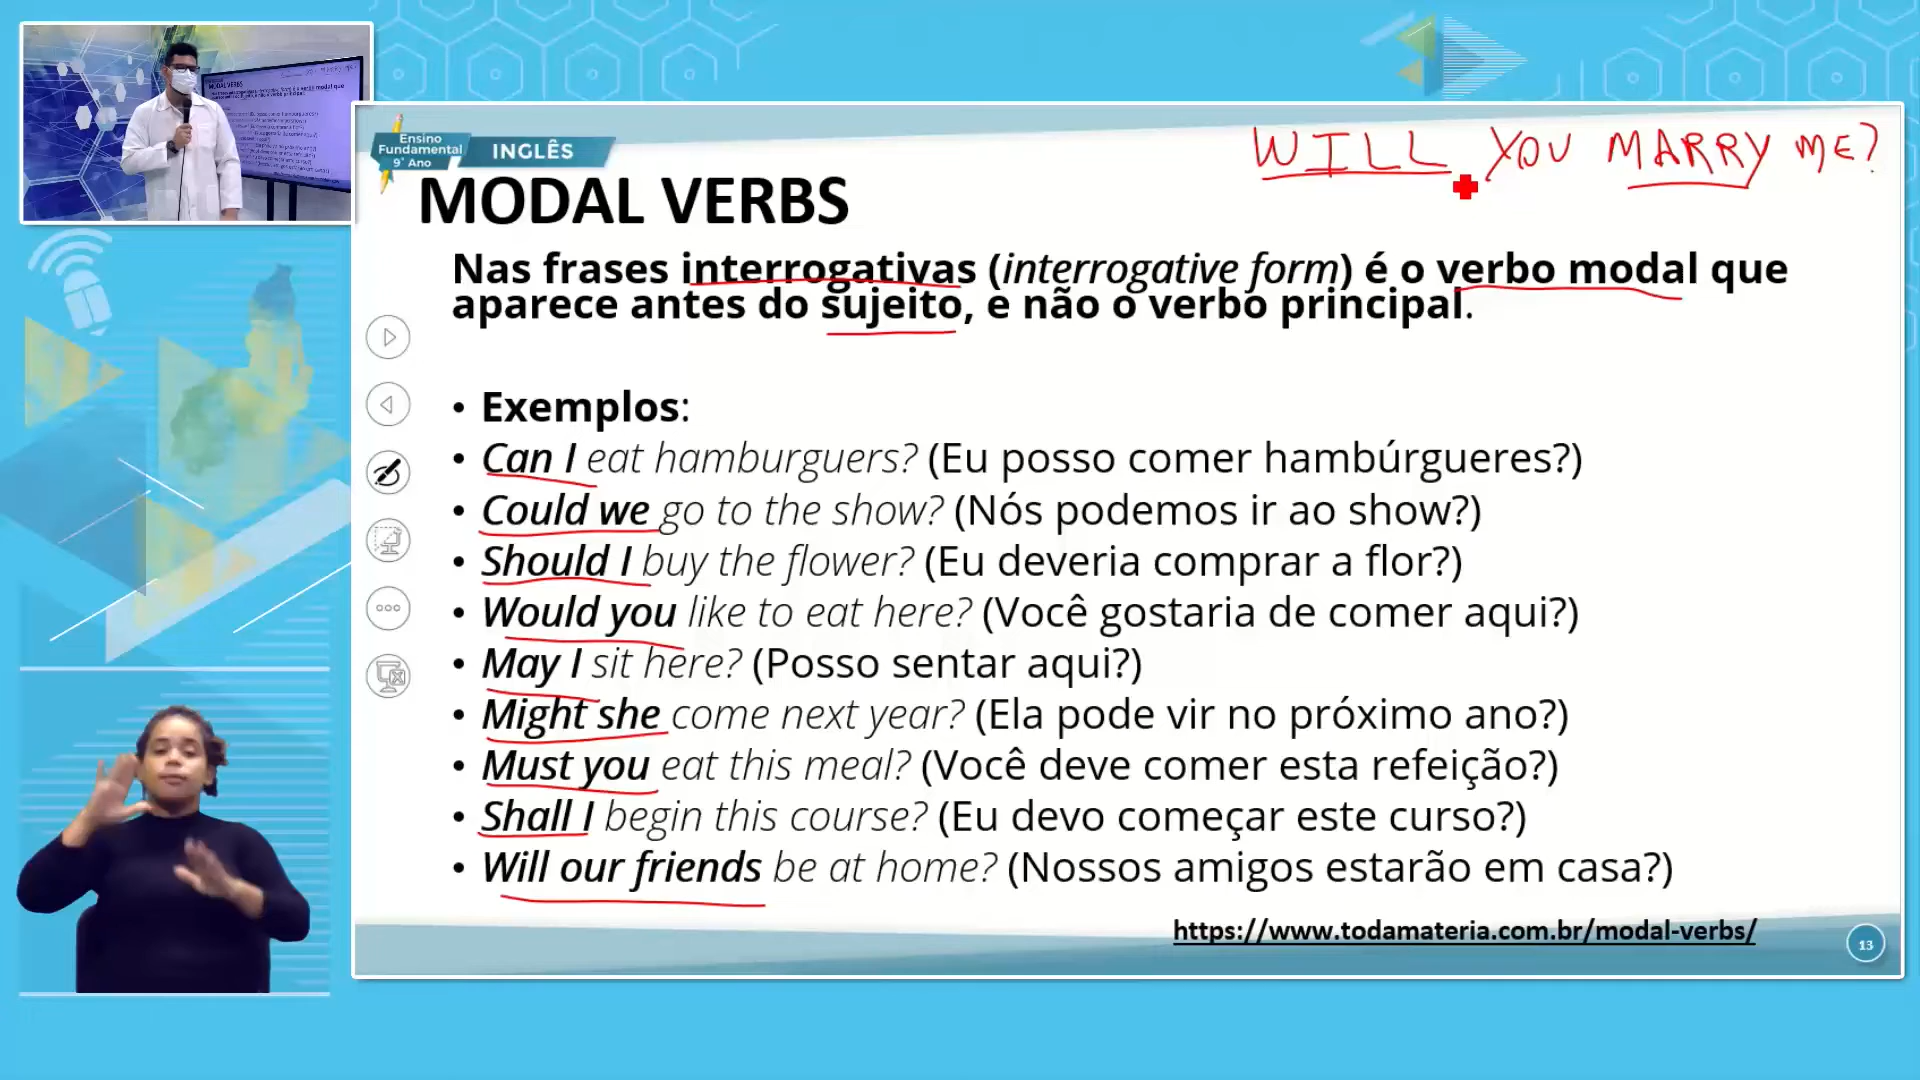 MODAL VERBS
Ensino
Fundamental
9° Ano
INGLÊS
WILL YOU MARRY ME?
MODAL VERBS
Nas frases interrogativas (interrogative form) é o verbo modal que
aparece antes do sujeito, e não o verbo principal.
• Exemplos:
• Can I eat hamburguers? (Eu posso comer hambúrgueres?)
• Could we go to the show? (Nós podemos ir ao show?)
• Should I buy the flower? (Eu deveria comprar a flor?)
• Would you like to eat here? (Você gostaria de comer aqui?)
• May I sit here? (Posso sentar aqui?)
• Might she come next year? (Ela pode vir no próximo ano?)
• Must you eat this meal? (Você deve comer esta refeição?)
• Shall I begin this course? (Eu devo começar este curso?)
• Will our friends be at home? (Nossos amigos estarão em casa?)
https://www.todamateria.com.br/modal-verbs/
13